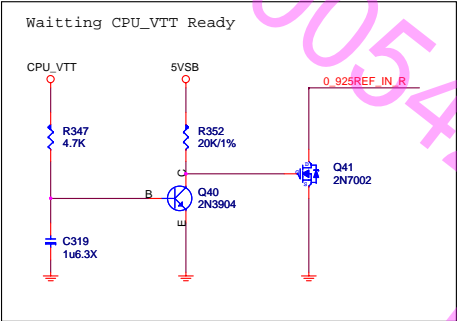 Waitting CPU_VTT Ready
CPU_VTT
5VSB
0_925REF_IN_R
R347
4.7K
R352
20K/1%
C
Q41
2N7002
B
Q40
2N3904
E
C319
1u6.3X